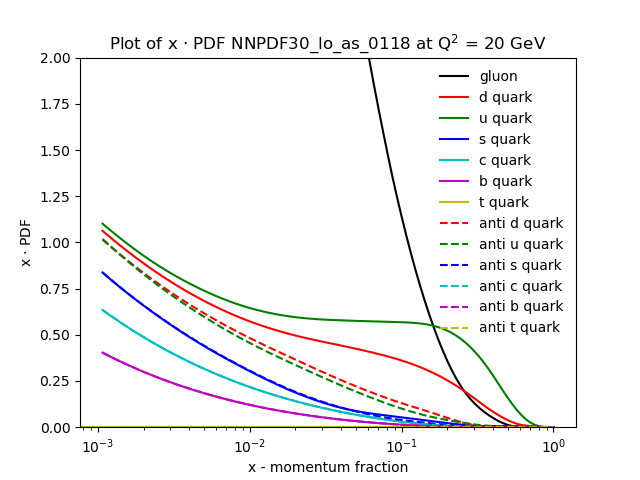 Plot of x · PDF NNPDF30_lo_as_0118 at Q² = 20 GeV
x · PDF
2.00
1.75
1.50
1.25
1.00
0.75
0.50
0.25
0.00
gluon
d quark
u quark
s quark
c quark
b quark
t quark
anti d quark
anti u quark
anti s quark
anti c quark
anti b quark
anti t quark
10⁻³ 10⁻² 10⁻¹ 10⁰
x - momentum fraction